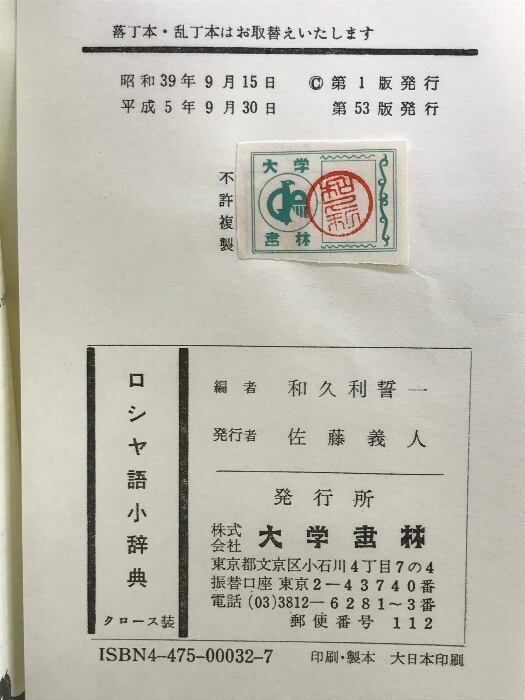 落丁本・乱丁本はお取替えいたします
昭和39年9月15日 ©第1版発行
平成5年9月30日 第53版発行
不許複製
大学
書林
ロシヤ語小辞典
クロース装
編者 和久利誓一
発行者 佐藤義人
発行所
株式会社 大学書林
東京都文京区小石川4丁目7の4
振替口座 東京2-43740番
電話 (03)3812-6281~3番
郵便番号 112
ISBN4-475-00032-7 印刷・製本 大日本印刷